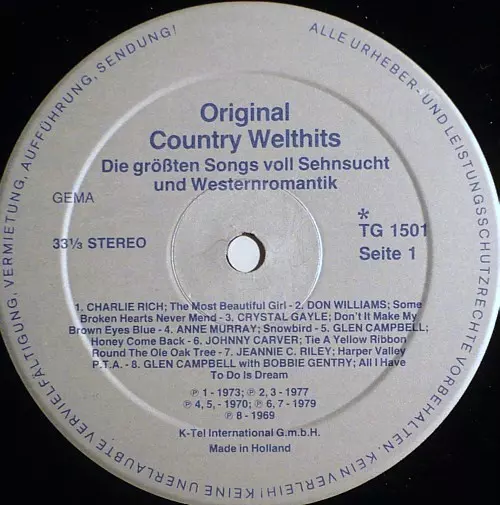 ALLE URHEBER- UND LEISTUNGSSCHUTZRECHTE VORBEHALTEN. KEIN VERLEIH! KEINE UNERLAUBTE VERVIELFÄLTIGUNG, VERMIETUNG, AUFFÜHRUNG, SENDUNG!
Original
Country Welthits
Die größten Songs voll Sehnsucht
und Westernromantik
GEMA
33⅓ STEREO
*
TG 1501
Seite 1
1. CHARLIE RICH; The Most Beautiful Girl - 2. DON WILLIAMS; Some
Broken Hearts Never Mend - 3. CRYSTAL GAYLE; Don't It Make My
Brown Eyes Blue - 4. ANNE MURRAY; Snowbird - 5. GLEN CAMPBELL;
Honey Come Back - 6. JOHNNY CARVER; Tie A Yellow Ribbon
Round The Ole Oak Tree - 7. JEANNIE C. RILEY; Harper Valley
P.T.A. - 8. GLEN CAMPBELL with BOBBIE GENTRY; All I Have
To Do Is Dream
℗ 1 - 1973; ℗ 2, 3 - 1977
℗ 4, 5, - 1970; ℗ 6, 7 - 1979
℗ 8 - 1969
K-Tel International G.m.b.H.
Made in Holland